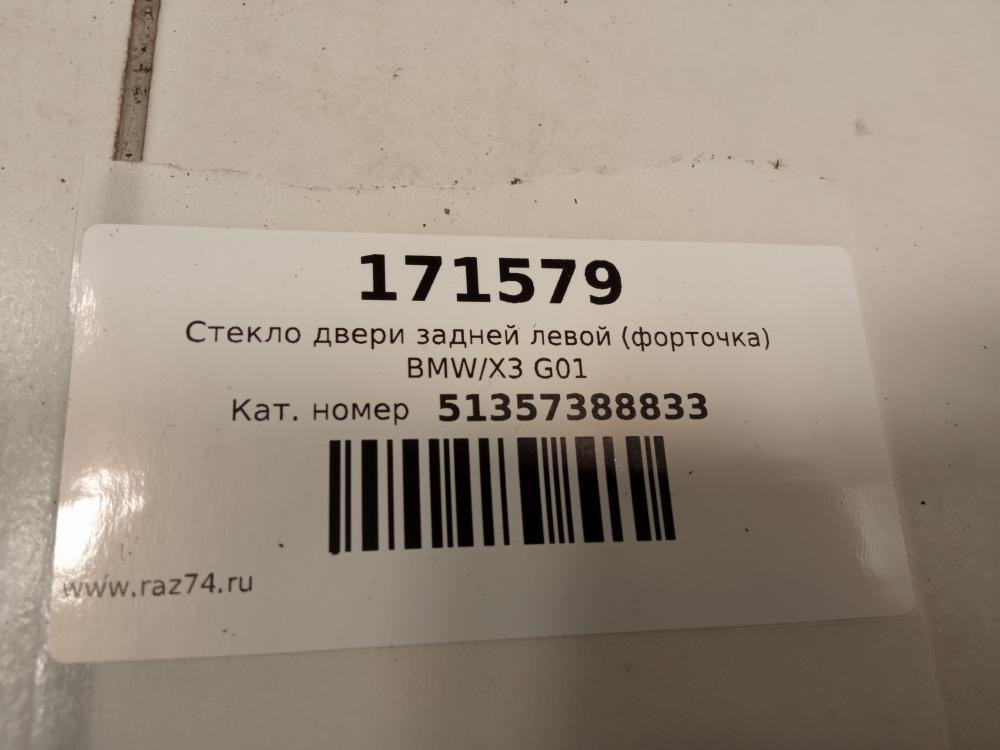 171579
Стекло двери задней левой (форточка)
BMW/X3 G01
Кат. номер 51357388833
www.raz74.ru